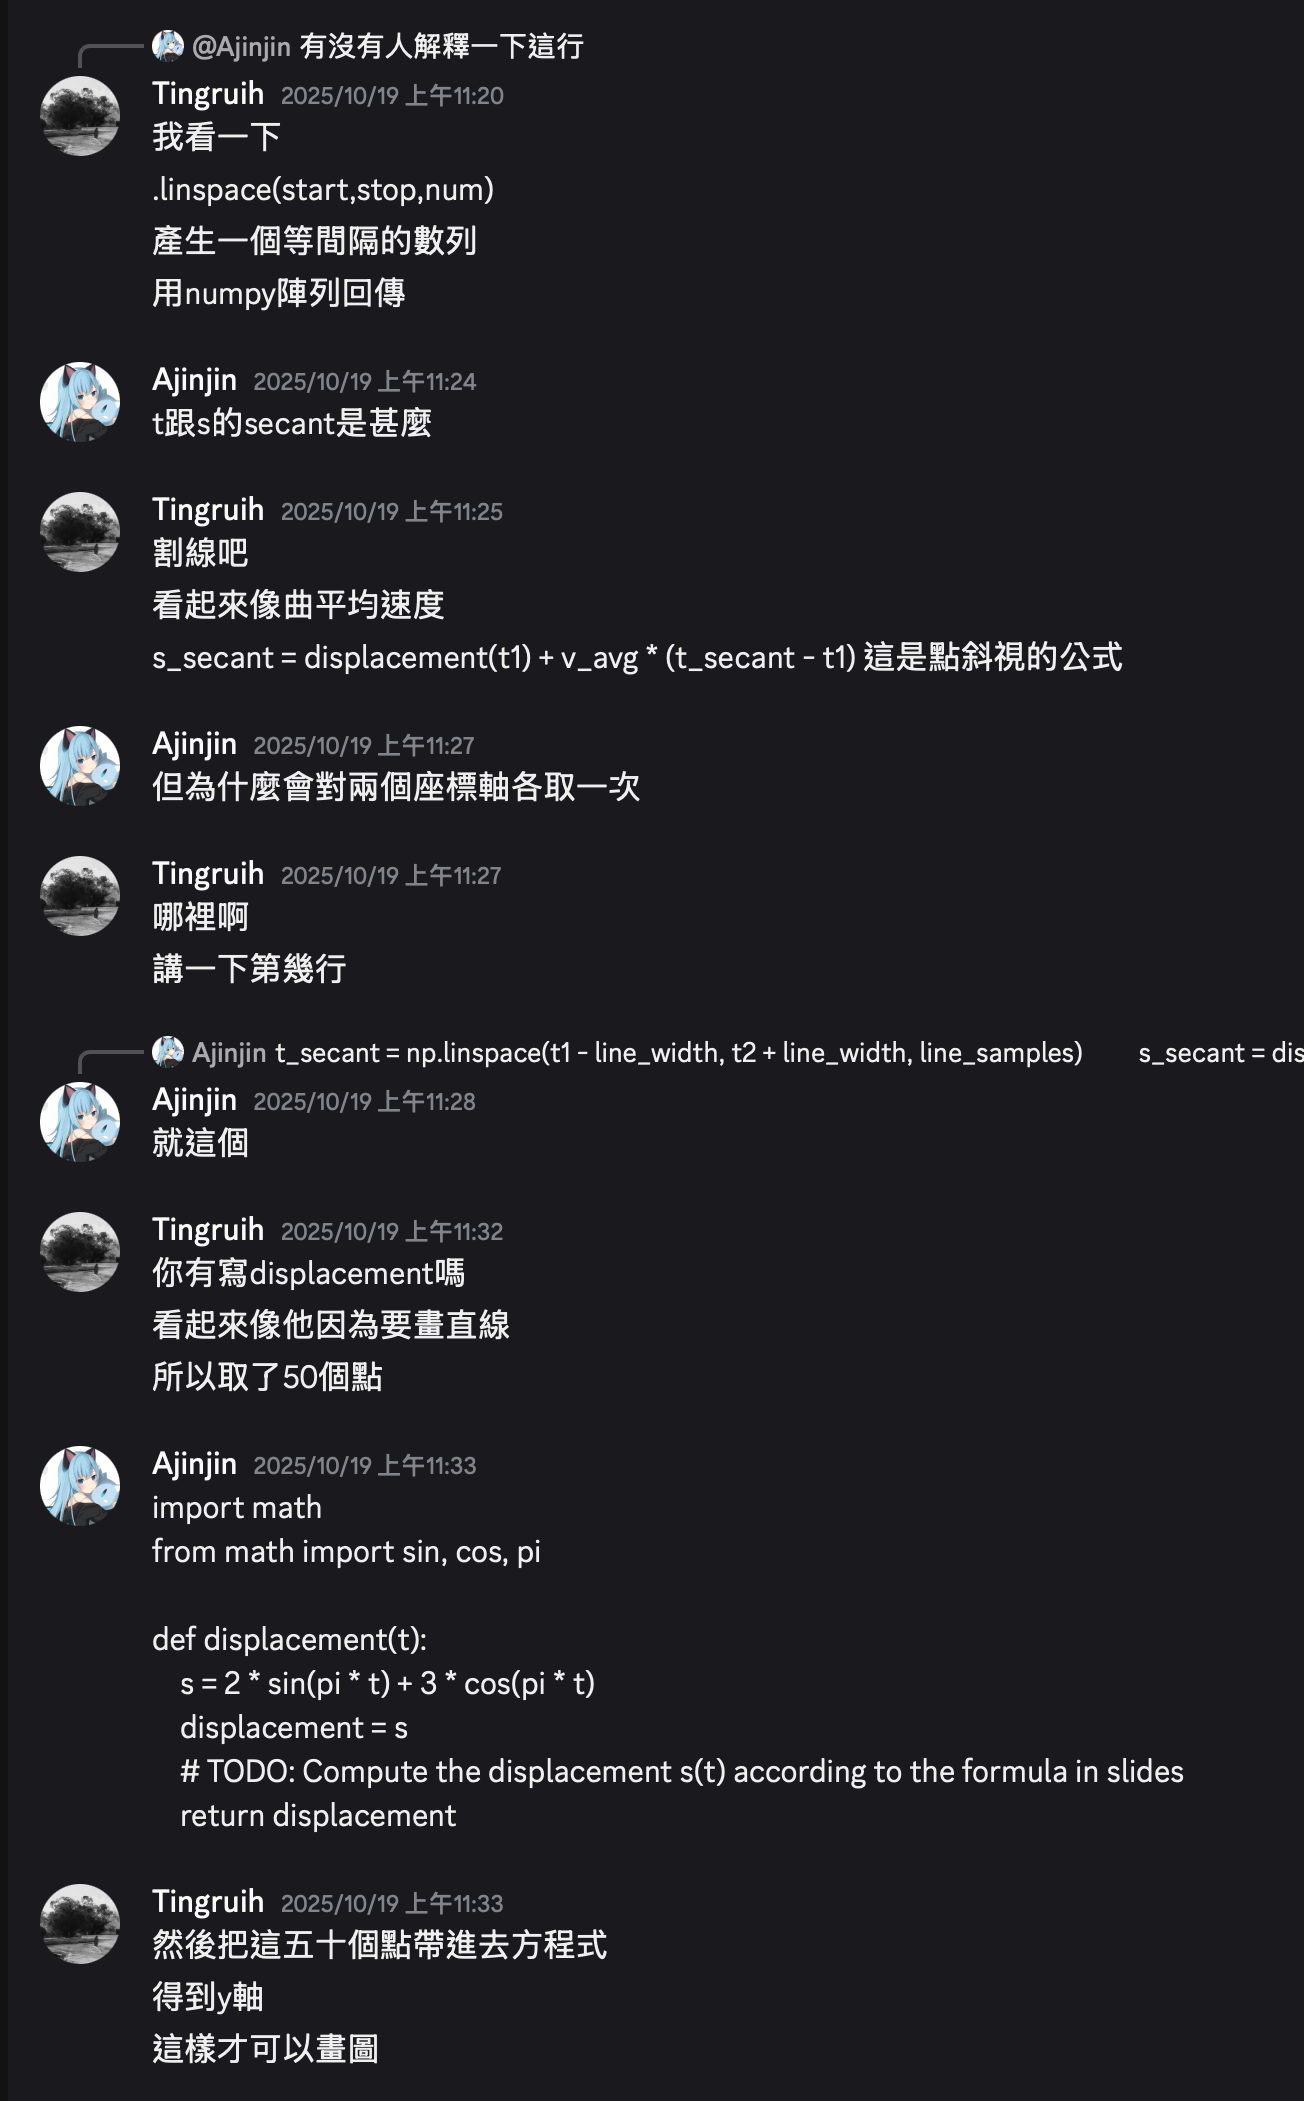 @Ajinjin 有沒有人解釋一下這行
Tingruih 2025/10/19 上午11:20
我看一下
.linspace(start,stop,num)
產生一個等間隔的數列
用numpy陣列回傳
Ajinjin 2025/10/19 上午11:24
t跟s的secant是甚麼
Tingruih 2025/10/19 上午11:25
割線吧
看起來像曲平均速度
s_secant = displacement(t1) + v_avg * (t_secant - t1) 這是點斜視的公式
Ajinjin 2025/10/19 上午11:27
但為什麼會對兩個座標軸各取一次
Tingruih 2025/10/19 上午11:27
哪裡啊
講一下第幾行
Ajinjin t_secant = np.linspace(t1 - line_width, t2 + line_width, line_samples) s_secant = dis
Ajinjin 2025/10/19 上午11:28
就這個
Tingruih 2025/10/19 上午11:32
你有寫displacement嗎
看起來像他因為要畫直線
所以取了50個點
Ajinjin 2025/10/19 上午11:33
import math
from math import sin, cos, pi
def displacement(t):
s = 2 * sin(pi * t) + 3 * cos(pi * t)
displacement = s
# TODO: Compute the displacement s(t) according to the formula in slides
return displacement
Tingruih 2025/10/19 上午11:33
然後把這五十個點帶進去方程式
得到y軸
這樣才可以畫圖